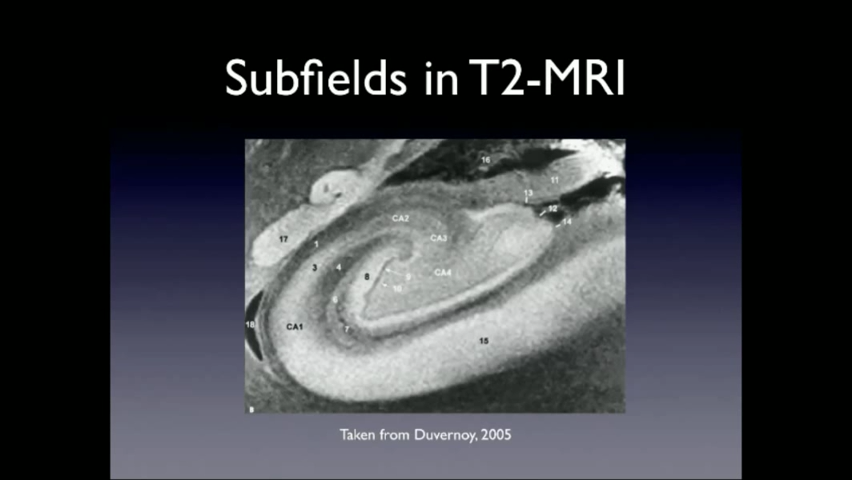 Subfields in T2-MRI
16
11
13
12
14
CA2
CA3
17
1
3
4
8
9
CA4
10
6
18
CA1
7
15
Taken from Duvernoy, 2005